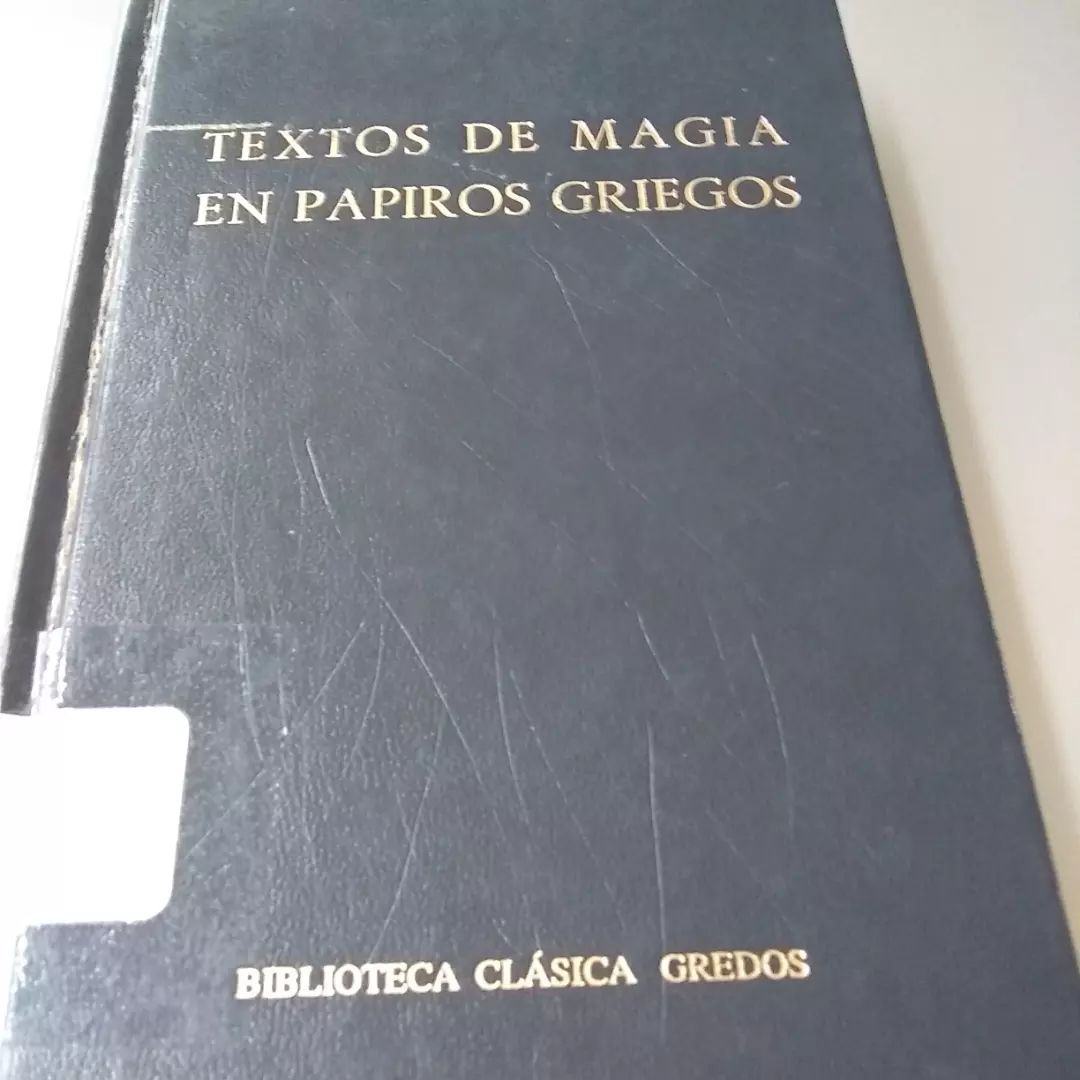 TEXTOS DE MAGIA
EN PAPIROS GRIEGOS
BIBLIOTECA CLÁSICA GREDOS